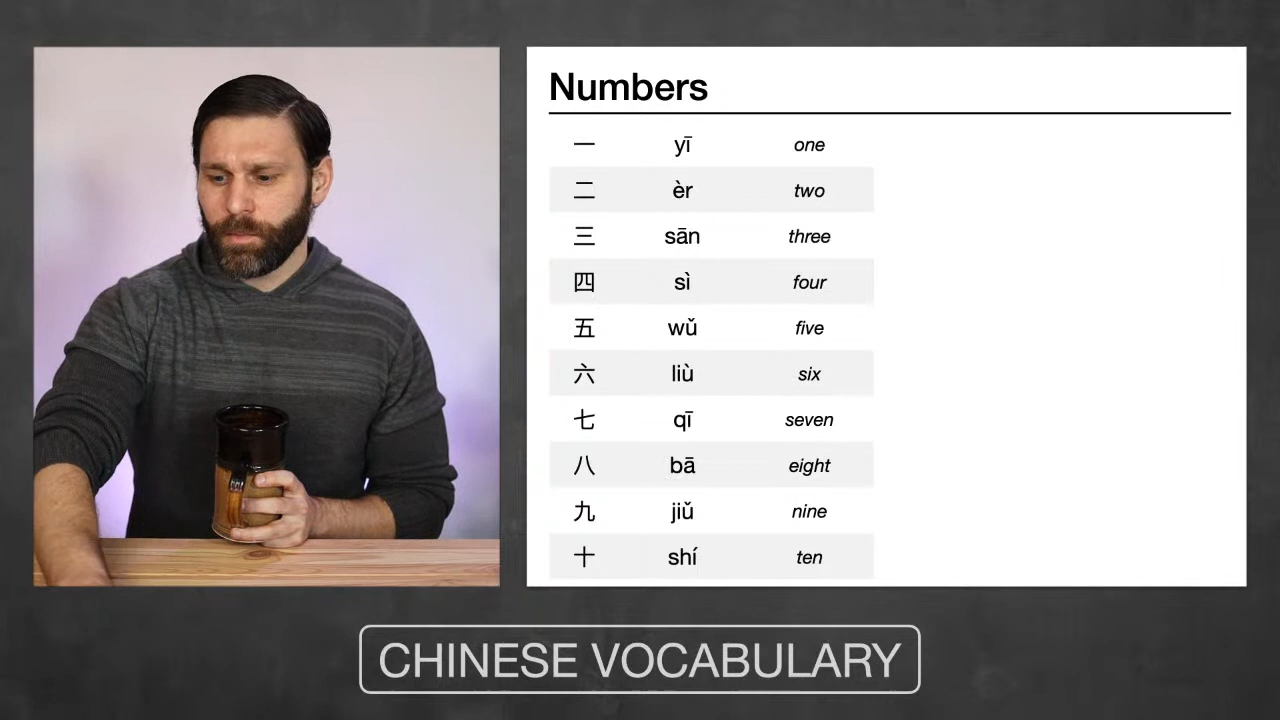 Numbers
一 yī one
二 èr two
三 sān three
四 sì four
五 wǔ five
六 liù six
七 qī seven
八 bā eight
九 jiǔ nine
十 shí ten
CHINESE VOCABULARY